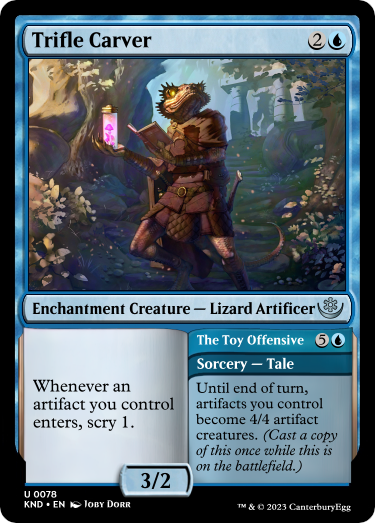 Trifle Carver 2
Enchantment Creature — Lizard Artificer
Whenever an
artifact you control
enters, scry 1.
The Toy Offensive 5
Sorcery — Tale
Until end of turn,
artifacts you control
become 4/4 artifact
creatures. (Cast a copy
of this once while this is
on the battlefield.)
3/2
U 0078
KND • EN Joby Dorr
™ & © 2023 CanterburyEgg